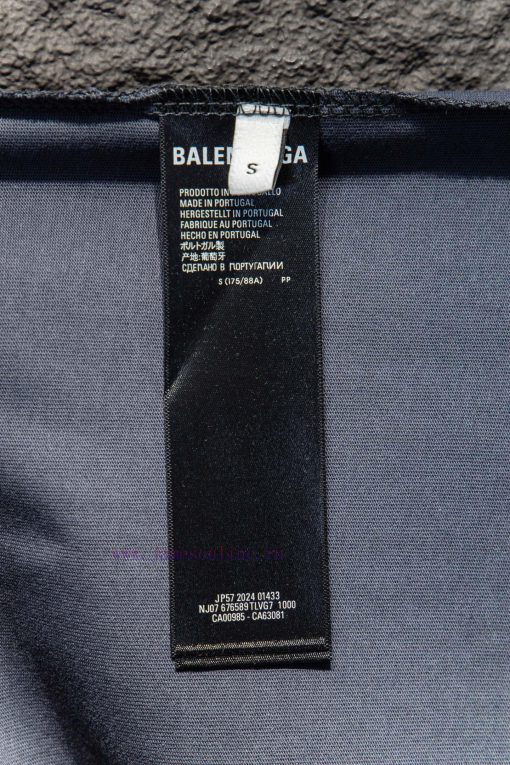 S
PRODOTTO IN
MADE IN PORTUGAL
HERGESTELLT IN PORTUGAL
FABRIQUE AU PORTUGAL
HECHO EN PORTUGAL
ポルトガル製
产地:葡萄牙
СДЕЛАНО В ПОРТУГАЛИИ
S (175/88A) PP
JP57 2024 01433
NJ07 676589 TLVG7 1000
CA00985 - CA63081